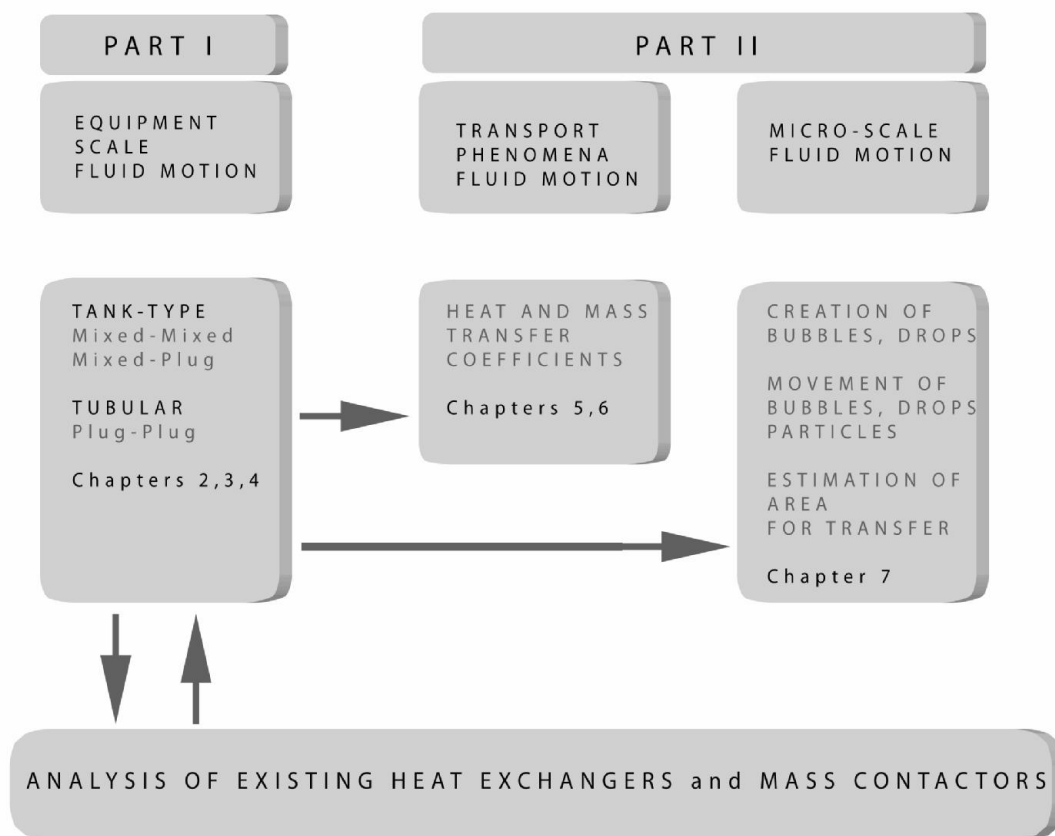 PART I
PART II
EQUIPMENT
SCALE
FLUID MOTION
TRANSPORT
PHENOMENA
FLUID MOTION
MICRO-SCALE
FLUID MOTION
TANK-TYPE
Mixed-Mixed
Mixed-Plug
TUBULAR
Plug-Plug
Chapters 2,3,4
HEAT AND MASS
TRANSFER
COEFFICIENTS
Chapters 5,6
CREATION OF
BUBBLES, DROPS
MOVEMENT OF
BUBBLES, DROPS
PARTICLES
ESTIMATION OF
AREA
FOR TRANSFER
Chapter 7
ANALYSIS OF EXISTING HEAT EXCHANGERS and MASS CONTACTORS